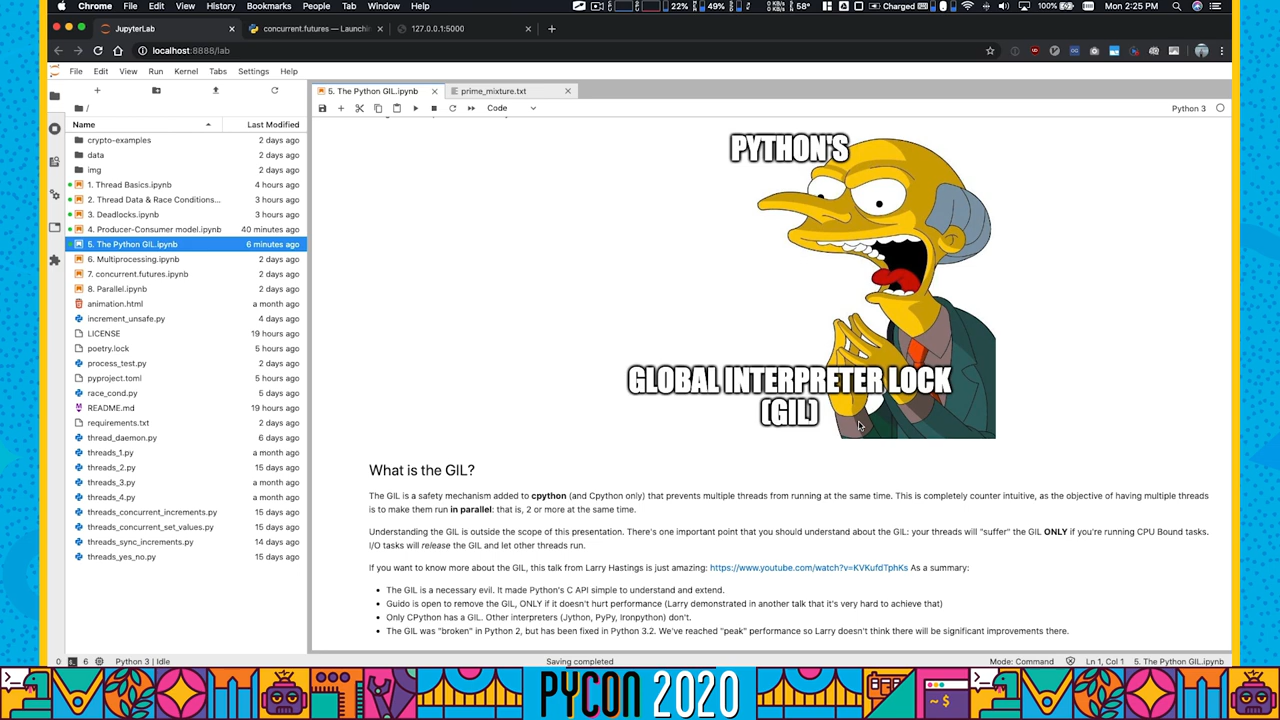 Chrome File Edit View History Bookmarks People Tab Window Help 22% 49% 58° Charged 100% Mon 2:25 PM
JupyterLab concurrent.futures — Launchi 127.0.0.1:5000
localhost:8888/lab
File Edit View Run Kernel Tabs Settings Help
5. The Python GIL.ipynb prime_mixture.txt
Code Python 3
/
Name Last Modified
crypto-examples 2 days ago
data 2 days ago
img 2 days ago
1. Thread Basics.ipynb 4 hours ago
2. Thread Data & Race Conditions... 3 hours ago
3. Deadlocks.ipynb 3 hours ago
4. Producer-Consumer model.ipynb 40 minutes ago
5. The Python GIL.ipynb 6 minutes ago
6. Multiprocessing.ipynb 2 days ago
7. concurrent.futures.ipynb 2 days ago
8. Parallel.ipynb 2 days ago
animation.html a month ago
increment_unsafe.py 4 days ago
LICENSE 19 hours ago
poetry.lock 5 hours ago
process_test.py 2 days ago
pyproject.toml 5 hours ago
race_cond.py 5 days ago
README.md 19 hours ago
requirements.txt 2 days ago
thread_daemon.py 6 days ago
threads_1.py a month ago
threads_2.py 15 days ago
threads_3.py a month ago
threads_4.py a month ago
threads_concurrent_increments.py 15 days ago
threads_concurrent_set_values.py 15 days ago
threads_sync_increments.py 14 days ago
threads_yes_no.py 15 days ago
PYTHON'S
GLOBAL INTERPRETER LOCK
(GIL)
What is the GIL?
The GIL is a safety mechanism added to cpython (and Cpython only) that prevents multiple threads from running at the same time. This is completely counter intuitive, as the objective of having multiple threads
is to make them run in parallel: that is, 2 or more at the same time.
Understanding the GIL is outside the scope of this presentation. There's one important point that you should understand about the GIL: your threads will "suffer" the GIL ONLY if you're running CPU Bound tasks.
I/O tasks will release the GIL and let other threads run.
If you want to know more about the GIL, this talk from Larry Hastings is just amazing: https://www.youtube.com/watch?v=KVKufdTphKs As a summary:
• The GIL is a necessary evil. It made Python's C API simple to understand and extend.
• Guido is open to remove the GIL, ONLY if it doesn't hurt performance (Larry demonstrated in another talk that it's very hard to achieve that)
• Only CPython has a GIL. Other interpreters (Jython, PyPy, Ironpython) don't.
• The GIL was "broken" in Python 2, but has been fixed in Python 3.2. We've reached "peak" performance so Larry doesn't think there will be significant improvements there.
0 6 Python 3 | Idle Saving completed Mode: Command Ln 1, Col 1 5. The Python GIL.ipynb
PYCON 2020
~$